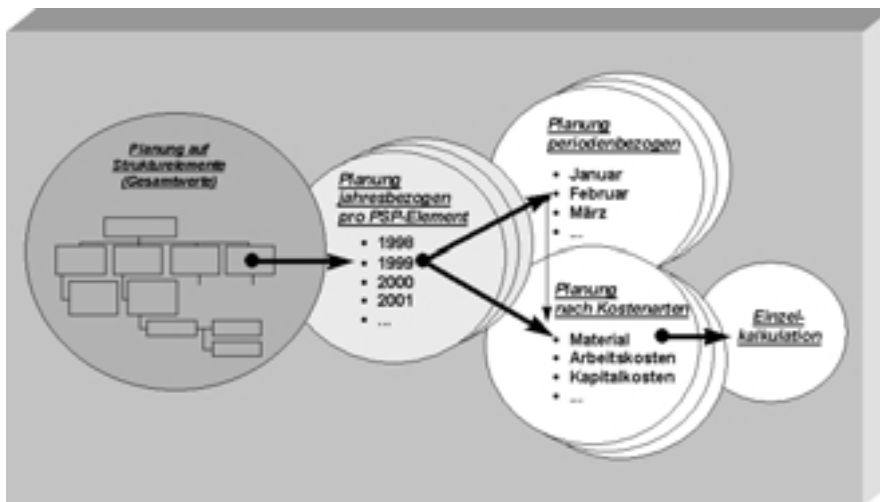 Planung auf
Strukturelemente
(Gesamtwerte)
Planung
jahresbezogen
pro PSP-Element
• 1998
• 1999
• 2000
• 2001
• ...
Planung
periodenbezogen
• Januar
• Februar
• März
• ...
Planung
nach Kostenarten
• Material
• Arbeitskosten
• Kapitalkosten
• ...
Einzel-
kalkulation